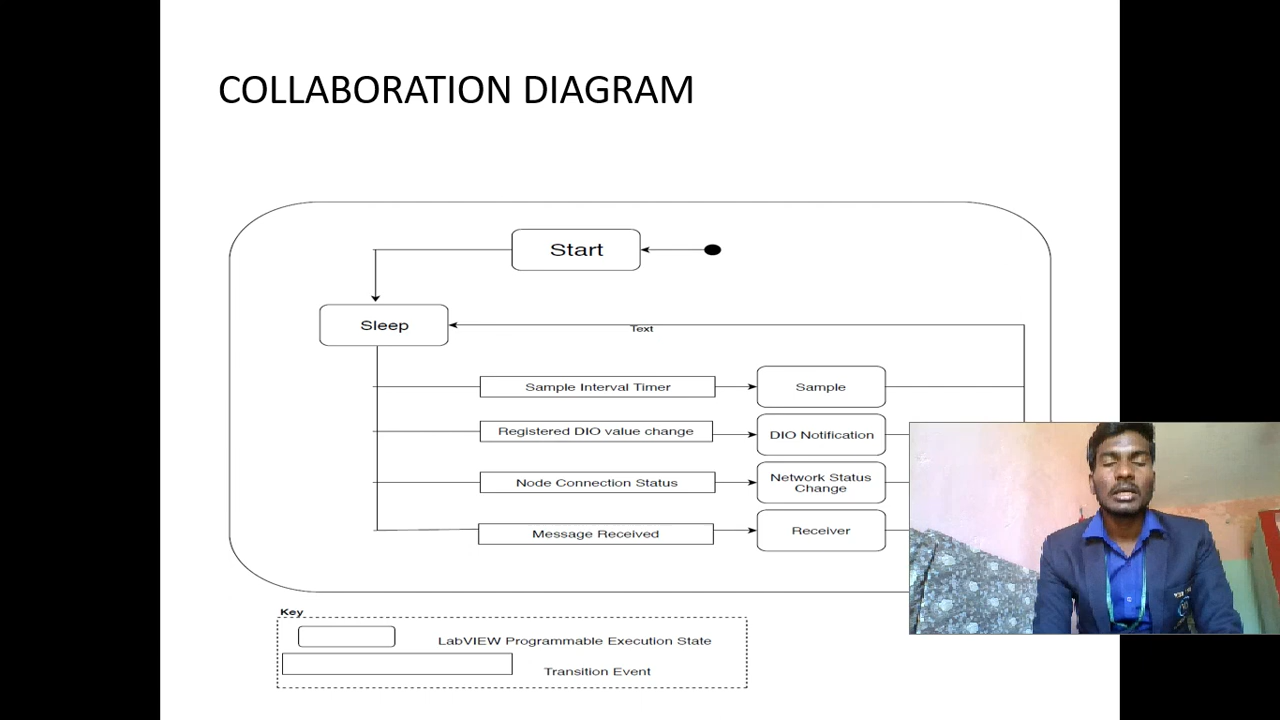 COLLABORATION DIAGRAM
Start
Sleep
Text
Sample Interval Timer
Sample
Registered DIO value change
DIO Notification
Node Connection Status
Network Status
Change
Message Received
Receiver
Key
LabVIEW Programmable Execution State
Transition Event